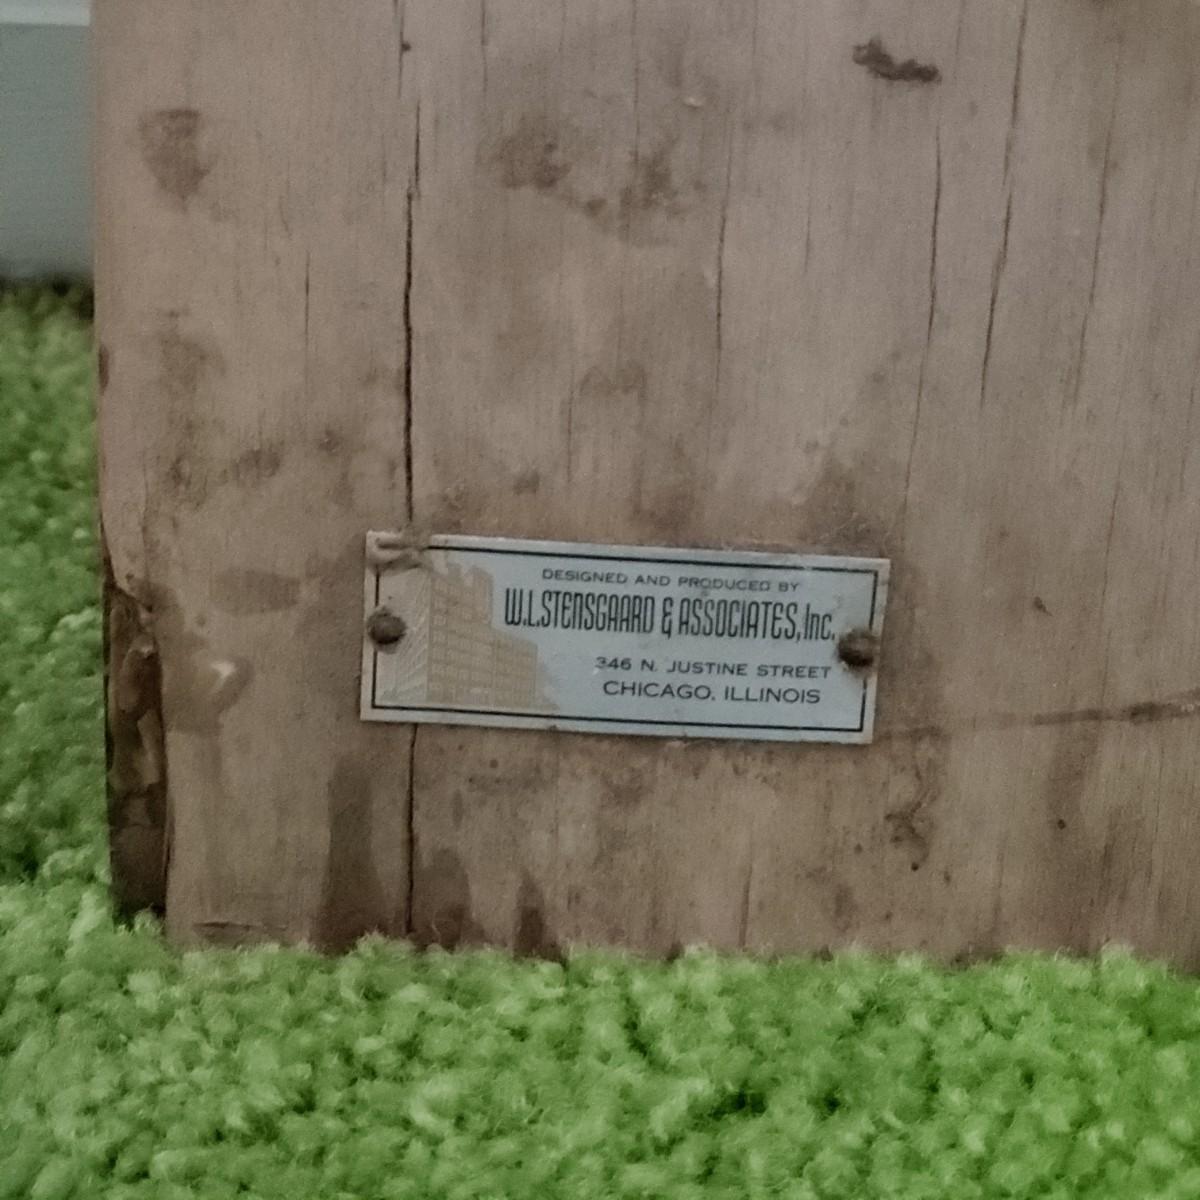 DESIGNED AND PRODUCED BY
W.L.STENSGAARD & ASSOCIATES, Inc.
346 N. JUSTINE STREET
CHICAGO, ILLINOIS